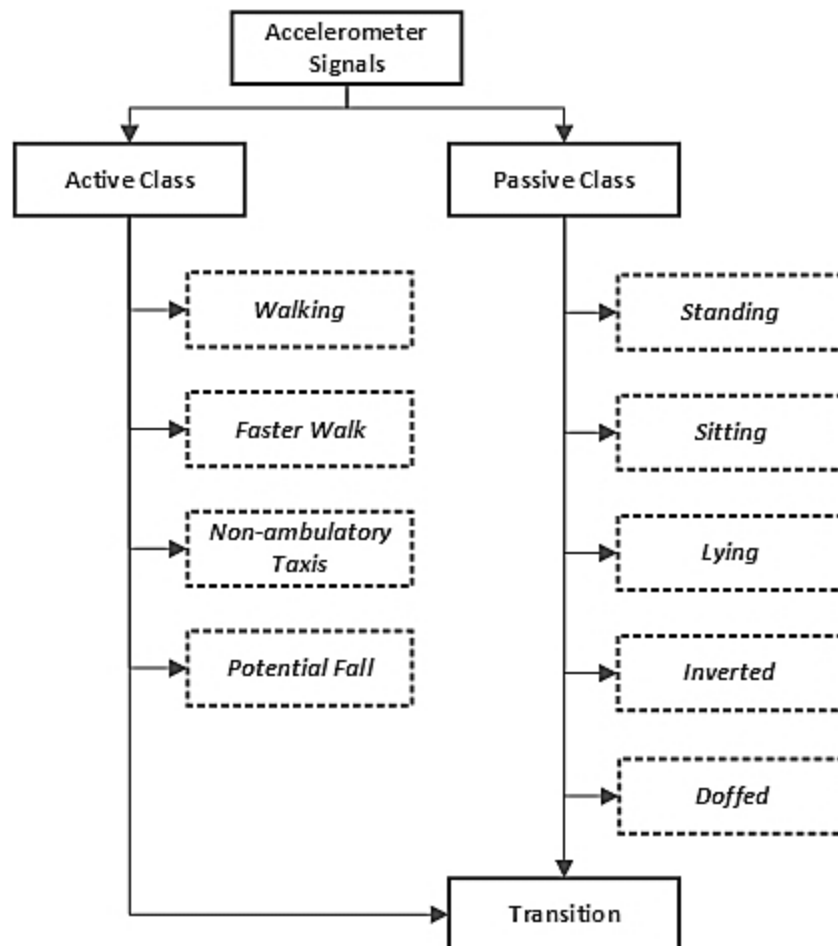 Accelerometer
Signals
Active Class
Passive Class
Walking
Faster Walk
Non-ambulatory
Taxis
Potential Fall
Standing
Sitting
Lying
Inverted
Doffed
Transition